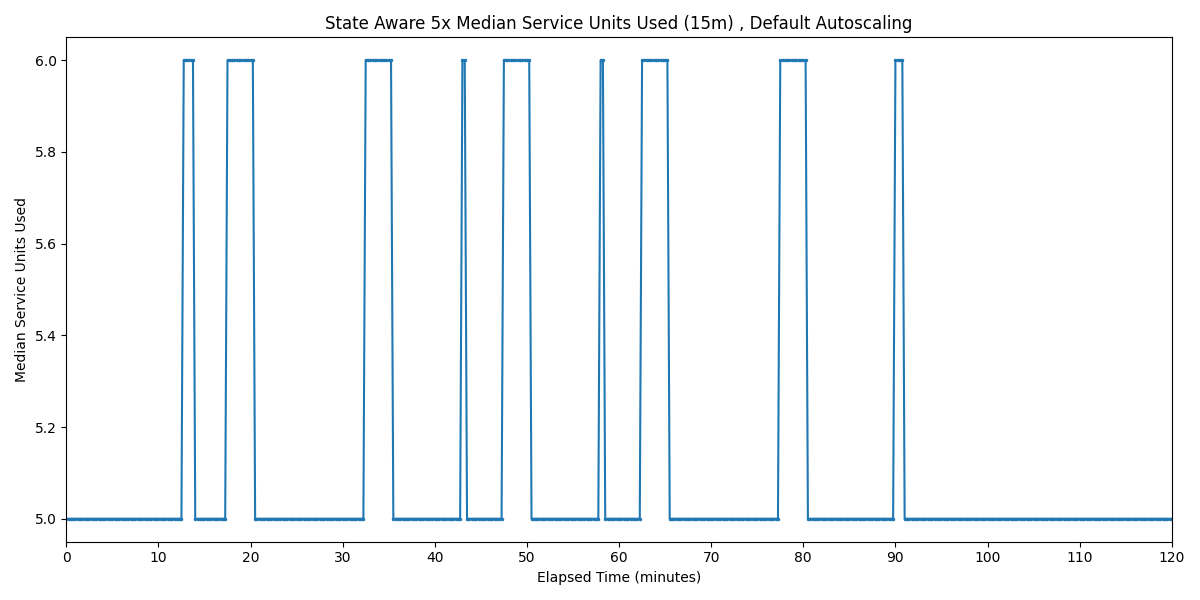 State Aware 5x Median Service Units Used (15m) , Default Autoscaling
Median Service Units Used
6.0
5.8
5.6
5.4
5.2
5.0
0 10 20 30 40 50 60 70 80 90 100 110 120
Elapsed Time (minutes)